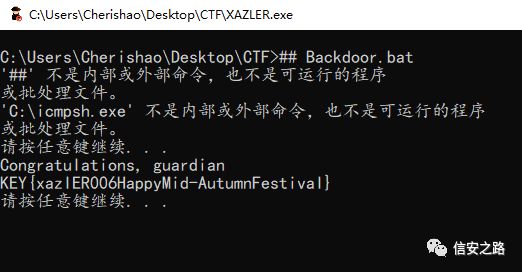 C:\Users\Cherishao\Desktop\CTF\XAZLER.exe
C:\Users\Cherishao\Desktop\CTF>## Backdoor.bat
'##' 不是内部或外部命令，也不是可运行的程序
或批处理文件。
'C:\icmpsh.exe' 不是内部或外部命令，也不是可运行的程序
或批处理文件。
请按任意键继续. . .
Congratulations, guardian
KEY{xazlER006HappyMid-AutumnFestival}
请按任意键继续. . .
信安之路